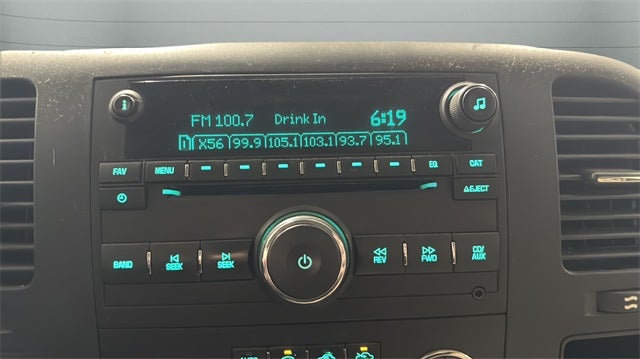 FM 100.7 Drink In 6:19
1 X56 99.9 105.1 103.1 93.7 95.1
FAV MENU EQ CAT
EJECT
BAND SEEK SEEK REV FWD CD/
AUX